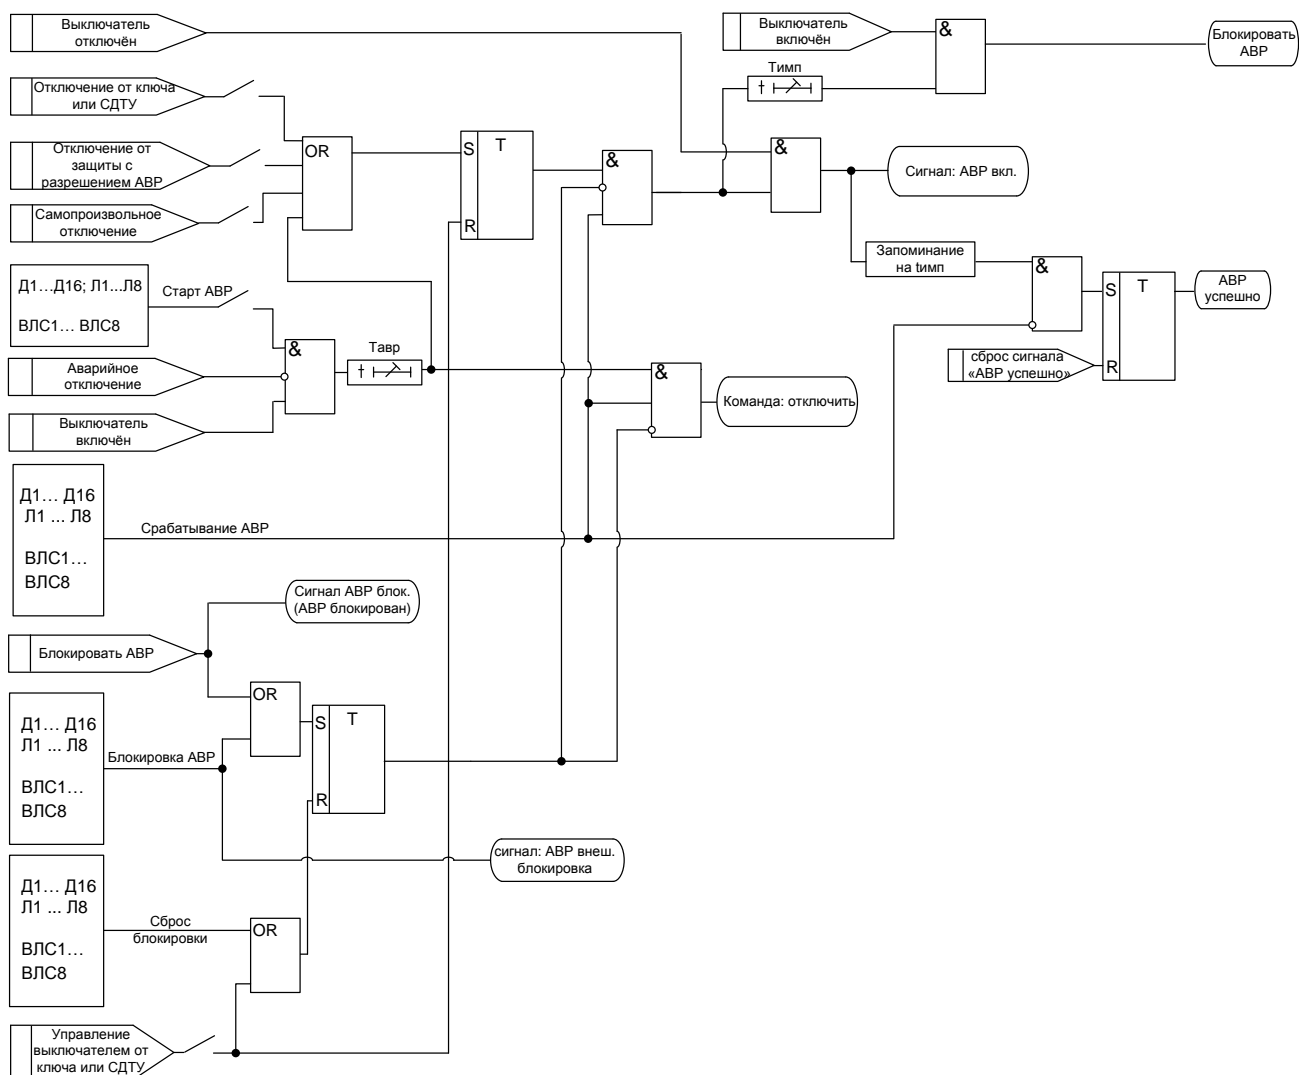 Выключатель
отключён
Выключатель
включён
&
Блокировать
АВР
Тимп
Отключение от ключа
или СДТУ
Отключение от
защиты с
разрешением АВР
Самопроизвольное
отключение
OR
S
T
R
&
&
Сигнал: АВР вкл.
Запоминание
на tимп
&
S
T
R
АВР
успешно
сброс сигнала
«АВР успешно»
Д1…Д16; Л1...Л8
ВЛС1… ВЛС8
Старт АВР
Аварийное
отключение
Выключатель
включён
&
Тавр
&
Команда: отключить
Д1… Д16
Л1 ... Л8
ВЛС1…
ВЛС8
Срабатывание АВР
Сигнал АВР блок.
(АВР блокирован)
Блокировать АВР
OR
S
T
R
Д1… Д16
Л1 ... Л8
ВЛС1…
ВЛС8
Блокировка АВР
сигнал: АВР внеш.
блокировка
Д1… Д16
Л1 ... Л8
ВЛС1…
ВЛС8
Сброс
блокировки
OR
Управление
выключателем от
ключа или СДТУ